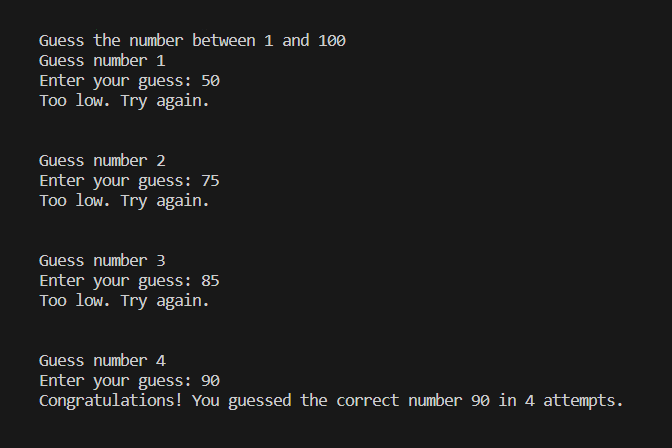 Guess the number between 1 and 100
Guess number 1
Enter your guess: 50
Too low. Try again.
Guess number 2
Enter your guess: 75
Too low. Try again.
Guess number 3
Enter your guess: 85
Too low. Try again.
Guess number 4
Enter your guess: 90
Congratulations! You guessed the correct number 90 in 4 attempts.